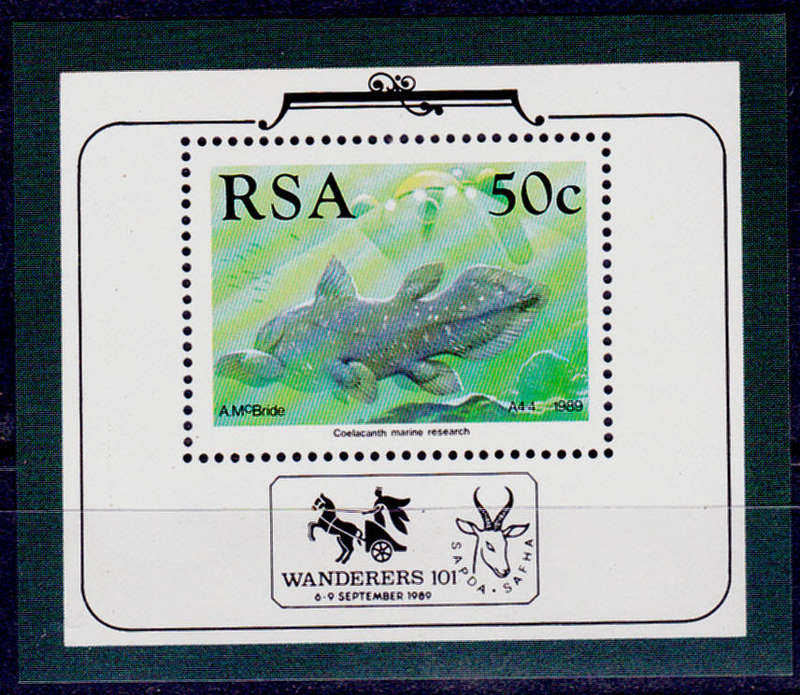 RSA 50c
A.McBride A44 1989
Coelacanth marine research
WANDERERS 101
6-9 SEPTEMBER 1989
SAPDA · SAFHA